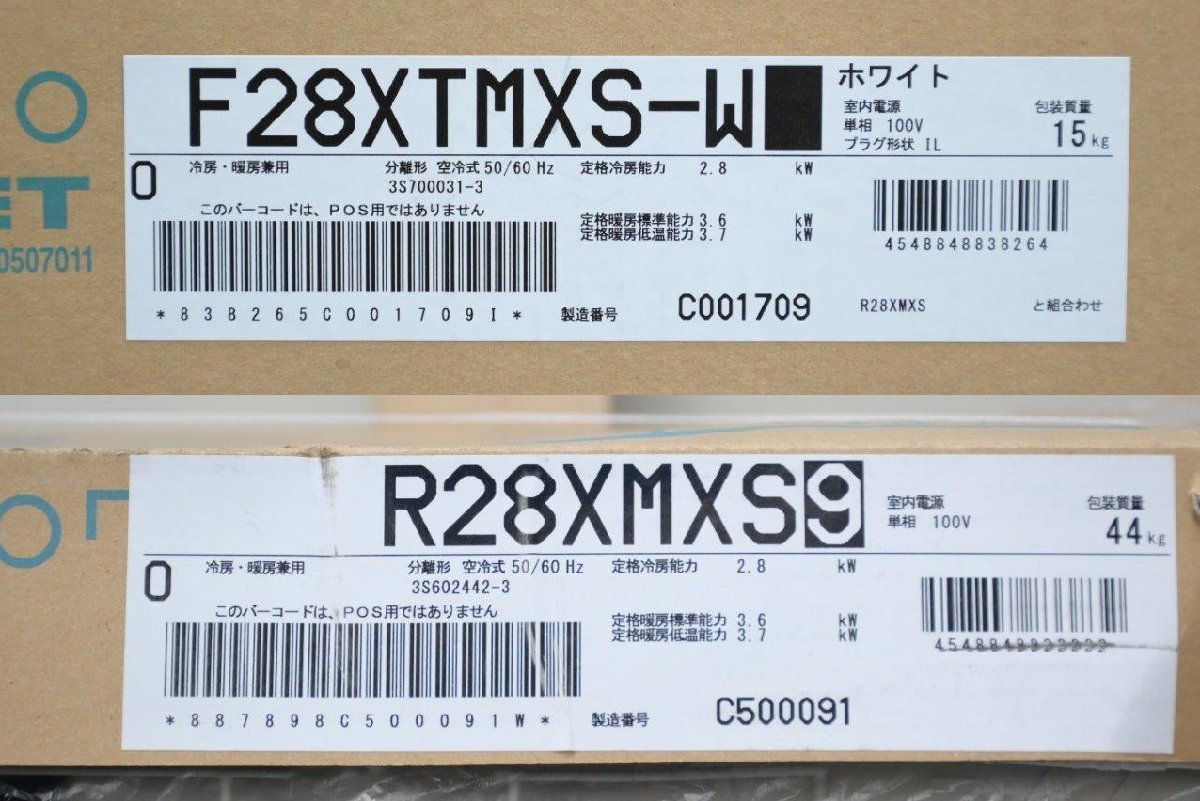 F28XTMXS-W ホワイト
室内電源
単相 100V
プラグ形状 IL
包装質量
15kg
0 冷房・暖房兼用 分離形 空冷式 50/60 Hz 定格冷房能力 2.8 kW
3S700031-3
このバーコードは、POS用ではありません
定格暖房標準能力 3.6 kW
定格暖房低温能力 3.7 kW
4548848838264
*838265C001709I* 製造番号 C001709 R28XMXS と組合わせ
ET
0507011
R28XMXS9
室内電源
単相 100V
包装質量
44kg
0 冷房・暖房兼用 分離形 空冷式 50/60 Hz 定格冷房能力 2.8 kW
3S602442-3
このバーコードは、POS用ではありません
定格暖房標準能力 3.6 kW
定格暖房低温能力 3.7 kW
*887898C500091W* 製造番号 C500091